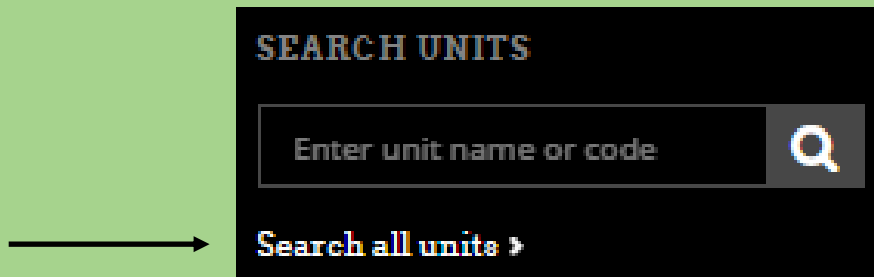 SEARCH UNITS
Enter unit name or code
Search all units >